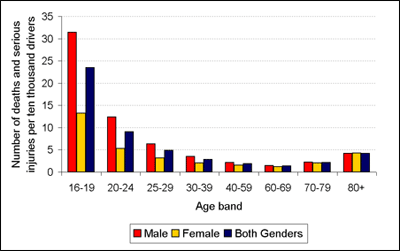 Number of deaths and serious
injuries per ten thousand drivers
35
30
25
20
15
10
5
0
16-19 20-24 25-29 30-39 40-59 60-69 70-79 80+
Age band
Male Female Both Genders